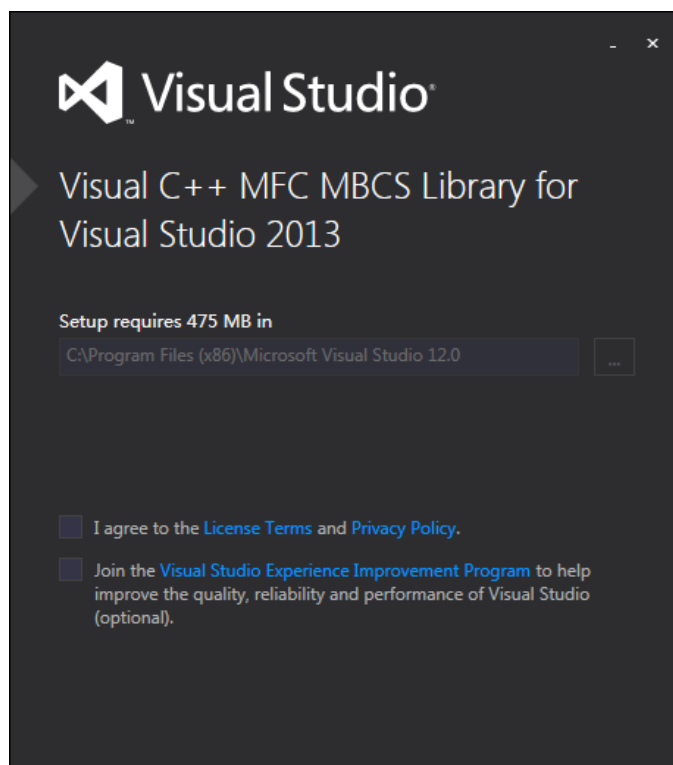 Visual Studio®
™
Visual C++ MFC MBCS Library for
Visual Studio 2013
Setup requires 475 MB in
C:\Program Files (x86)\Microsoft Visual Studio 12.0
...
I agree to the License Terms and Privacy Policy.
Join the Visual Studio Experience Improvement Program to help
improve the quality, reliability and performance of Visual Studio
(optional).